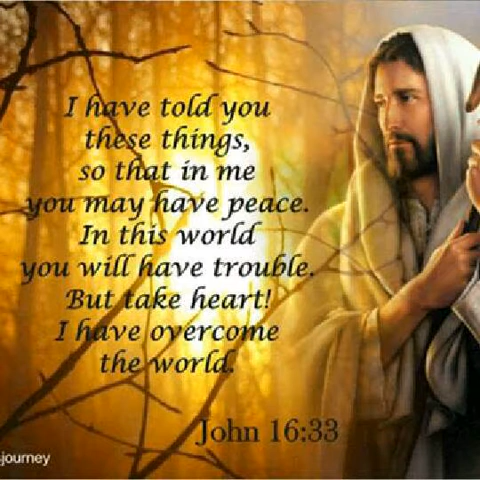 I have told you
these things,
so that in me
you may have peace.
In this world
you will have trouble.
But take heart!
I have overcome
the world.
John 16:33
sjourney